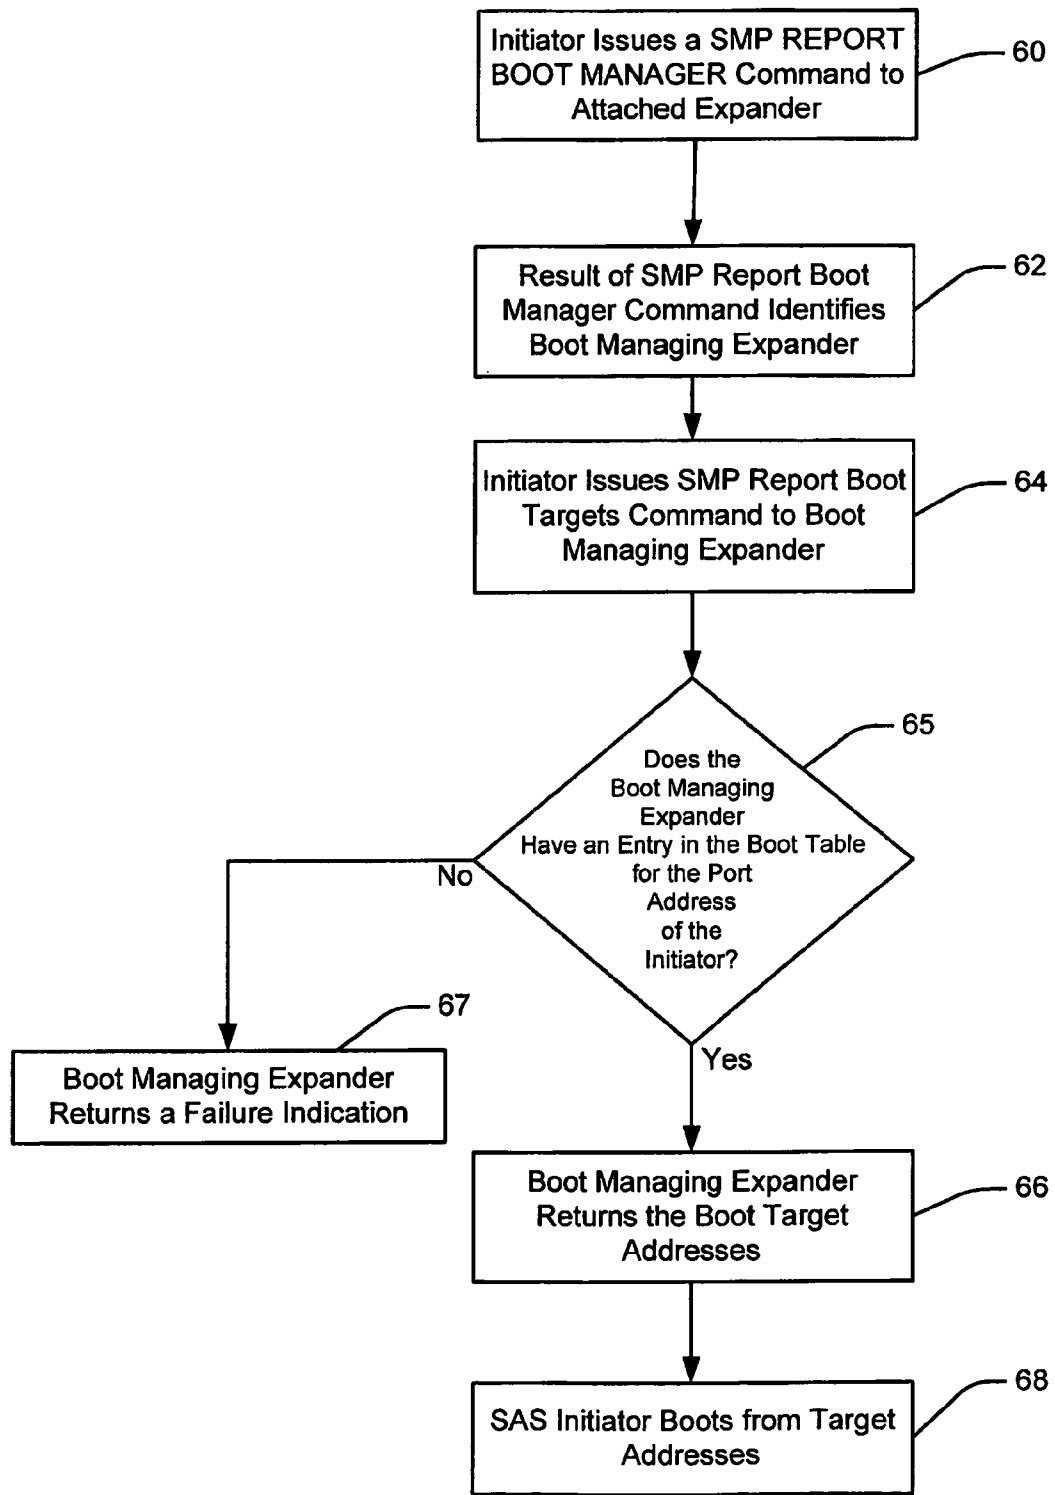 Initiator Issues a SMP REPORT
BOOT MANAGER Command to
Attached Expander
60
Result of SMP Report Boot
Manager Command Identifies
Boot Managing Expander
62
Initiator Issues SMP Report Boot
Targets Command to Boot
Managing Expander
64
Does the
Boot Managing
Expander
Have an Entry in the Boot Table
for the Port
Address
of the
Initiator?
65
No
Yes
Boot Managing Expander
Returns a Failure Indication
67
Boot Managing Expander
Returns the Boot Target
Addresses
66
SAS Initiator Boots from Target
Addresses
68